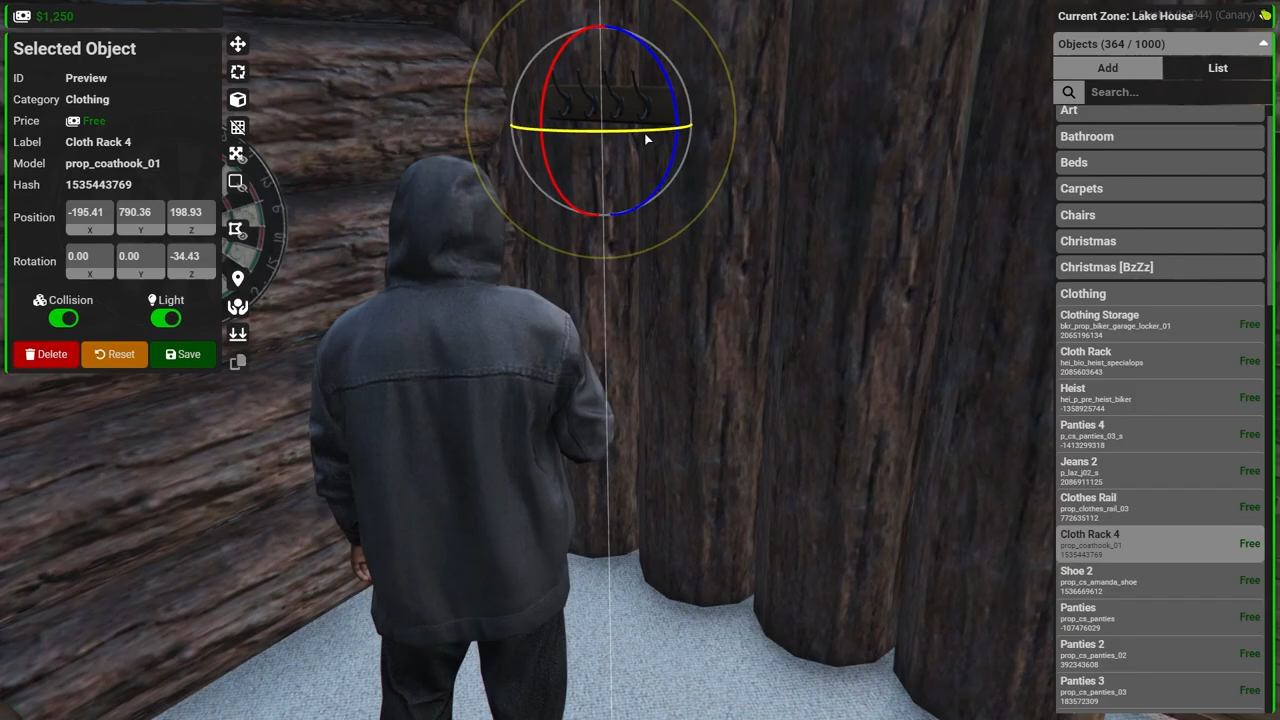 $1,250
Selected Object
ID Preview
Category Clothing
Price Free
Label Cloth Rack 4
Model prop_coathook_01
Hash 1535443769
Position -195.41 790.36 198.93
X Y Z
Rotation 0.00 0.00 -34.43
X Y Z
Collision Light
Delete Reset Save
Current Zone: Lake House (Canary)
Objects (364 / 1000)
Add List
Search...
Art
Bathroom
Beds
Carpets
Chairs
Christmas
Christmas [BzZz]
Clothing
Clothing Storage
bkr_prop_biker_garage_locker_01
2065196134
Free
Cloth Rack
hei_bio_heist_specialops
2085603643
Free
Heist
hei_p_pre_heist_biker
-1358925744
Free
Panties 4
p_cs_panties_03_s
-1413299318
Free
Jeans 2
p_laz_j02_s
2086911125
Free
Clothes Rail
prop_clothes_rail_03
772635112
Free
Cloth Rack 4
prop_coathook_01
1535443769
Free
Shoe 2
prop_cs_amanda_shoe
1536669612
Free
Panties
prop_cs_panties
-107476029
Free
Panties 2
prop_cs_panties_02
392343608
Free
Panties 3
prop_cs_panties_03
183572309
Free